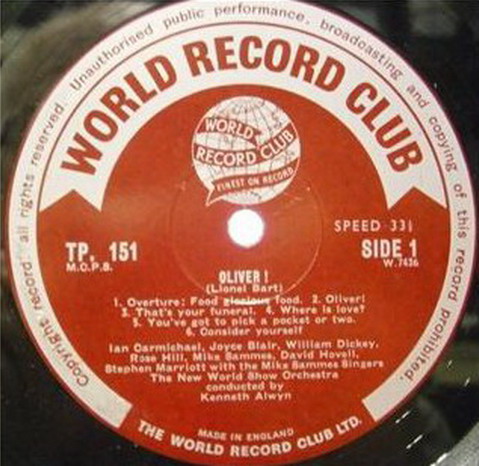 Copyright record. all rights reserved. Unauthorised public performance, broadcasting and copying of this record prohibited.
WORLD RECORD CLUB
WORLD
RECORD CLUB
FINEST ON RECORD
SPEED 33⅓
TP. 151
SIDE 1
M.C.P.S.
W.7436
OLIVER!
(Lionel Bart)
1. Overture: Food glorious food. 2. Oliver!
3. That's your funeral. 4. Where is love?
5. You've got to pick a pocket or two.
6. Consider yourself
Ian Carmichael, Joyce Blair, William Dickey,
Rose Hill, Mike Sammes, David Hovell,
Stephen Marriott with the Mike Sammes Singers
The New World Show Orchestra
conducted by
Kenneth Alwyn
MADE IN ENGLAND
THE WORLD RECORD CLUB LTD.